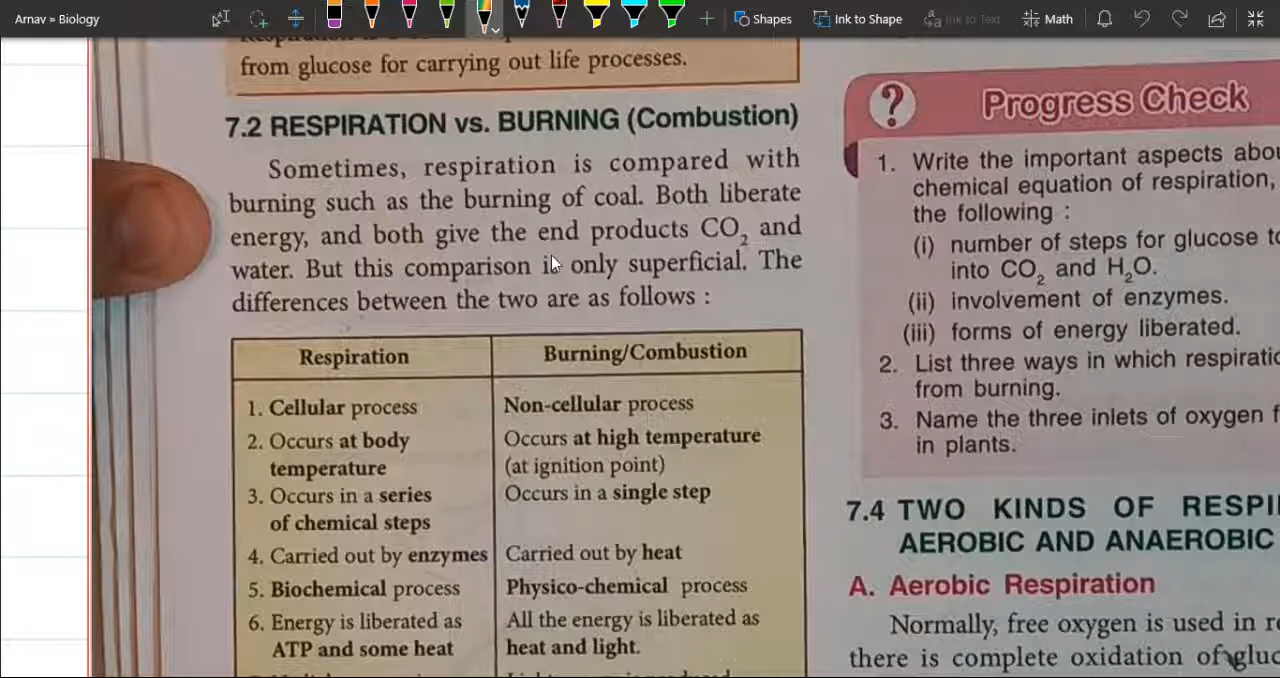 Arnav » Biology
Shapes
Ink to Shape
Ink to Text
Math
from glucose for carrying out life processes.
7.2 RESPIRATION vs. BURNING (Combustion)
Sometimes, respiration is compared with
burning such as the burning of coal. Both liberate
energy, and both give the end products CO₂ and
water. But this comparison is only superficial. The
differences between the two are as follows :
Respiration Burning/Combustion
1. Cellular process Non-cellular process
2. Occurs at body Occurs at high temperature
temperature (at ignition point)
3. Occurs in a series Occurs in a single step
of chemical steps
4. Carried out by enzymes Carried out by heat
5. Biochemical process Physico-chemical process
6. Energy is liberated as All the energy is liberated as
ATP and some heat heat and light.
? Progress Check
1. Write the important aspects
chemical equation of respiration,
the following :
(i) number of steps for glucose
into CO₂ and H₂O.
(ii) involvement of enzymes.
(iii) forms of energy liberated.
2. List three ways in which
from burning.
3. Name the three inlets of oxygen
in plants.
7.4 TWO KINDS OF
AEROBIC AND ANAEROBIC
A. Aerobic Respiration
Normally, free oxygen is used in
there is complete oxidation of